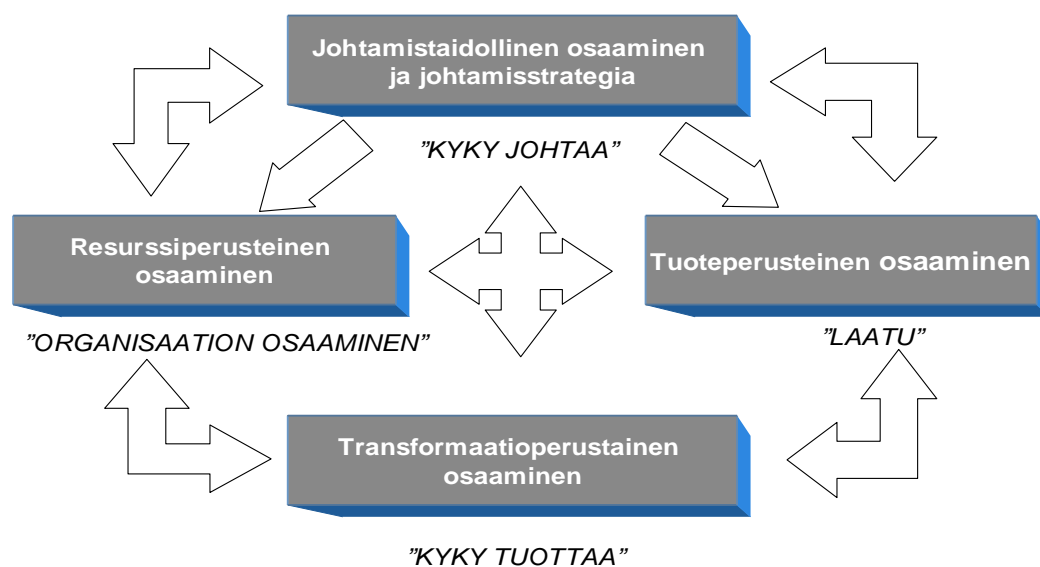 Johtamistaidollinen osaaminen
ja johtamisstrategia
”KYKY JOHTAA”
Resurssiperusteinen
osaaminen
Tuoteperusteinen osaaminen
”ORGANISAATION OSAAMINEN”
”LAATU”
Transformaatioperustainen
osaaminen
”KYKY TUOTTAA”